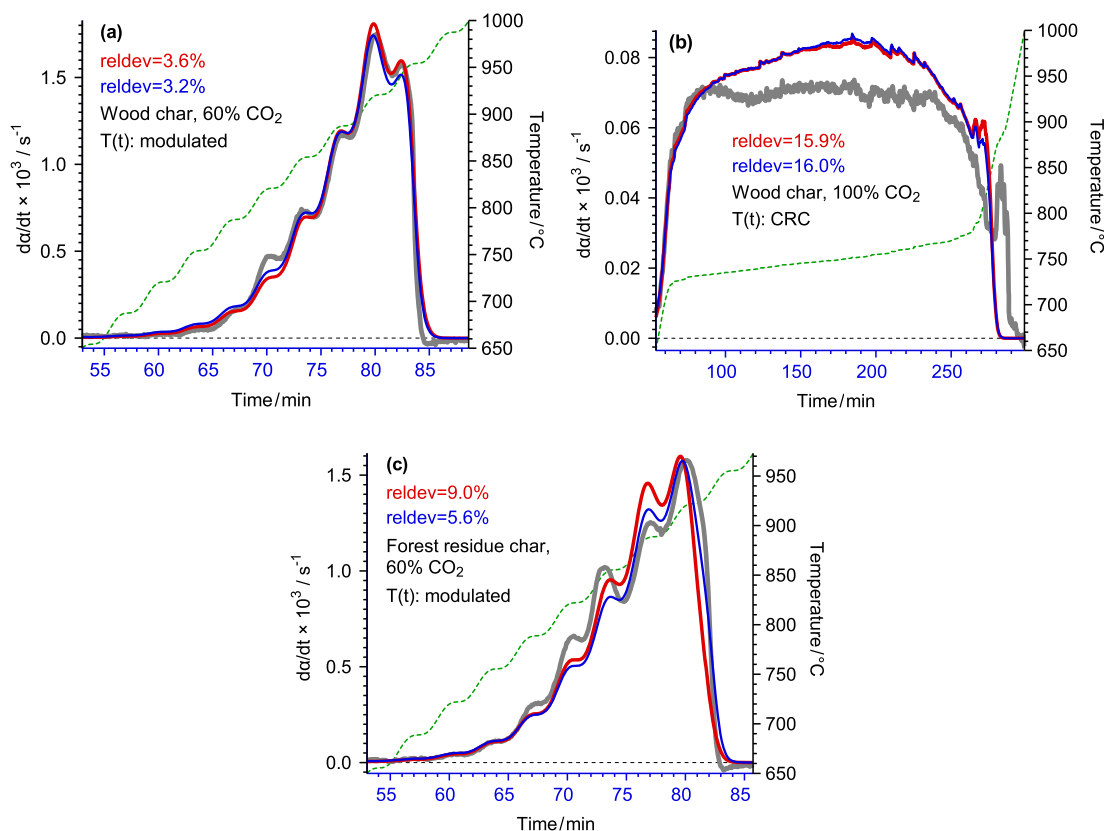 (a)
reldev=3.6%
reldev=3.2%
Wood char, 60% CO2
T(t): modulated
dα/dt × 10^3 / s^-1
1.5
1.0
0.5
0.0
55 60 65 70 75 80 85
Time/min
1000
950
900
850
800
750
700
650
Temperature/°C
(b)
reldev=15.9%
reldev=16.0%
Wood char, 100% CO2
T(t): CRC
dα/dt × 10^3 / s^-1
0.08
0.06
0.04
0.02
0.00
100 150 200 250
Time/min
1000
950
900
850
800
750
700
650
Temperature/°C
(c)
reldev=9.0%
reldev=5.6%
Forest residue char,
60% CO2
T(t): modulated
dα/dt × 10^3 / s^-1
1.5
1.0
0.5
0.0
55 60 65 70 75 80 85
Time/min
950
900
850
800
750
700
650
Temperature/°C